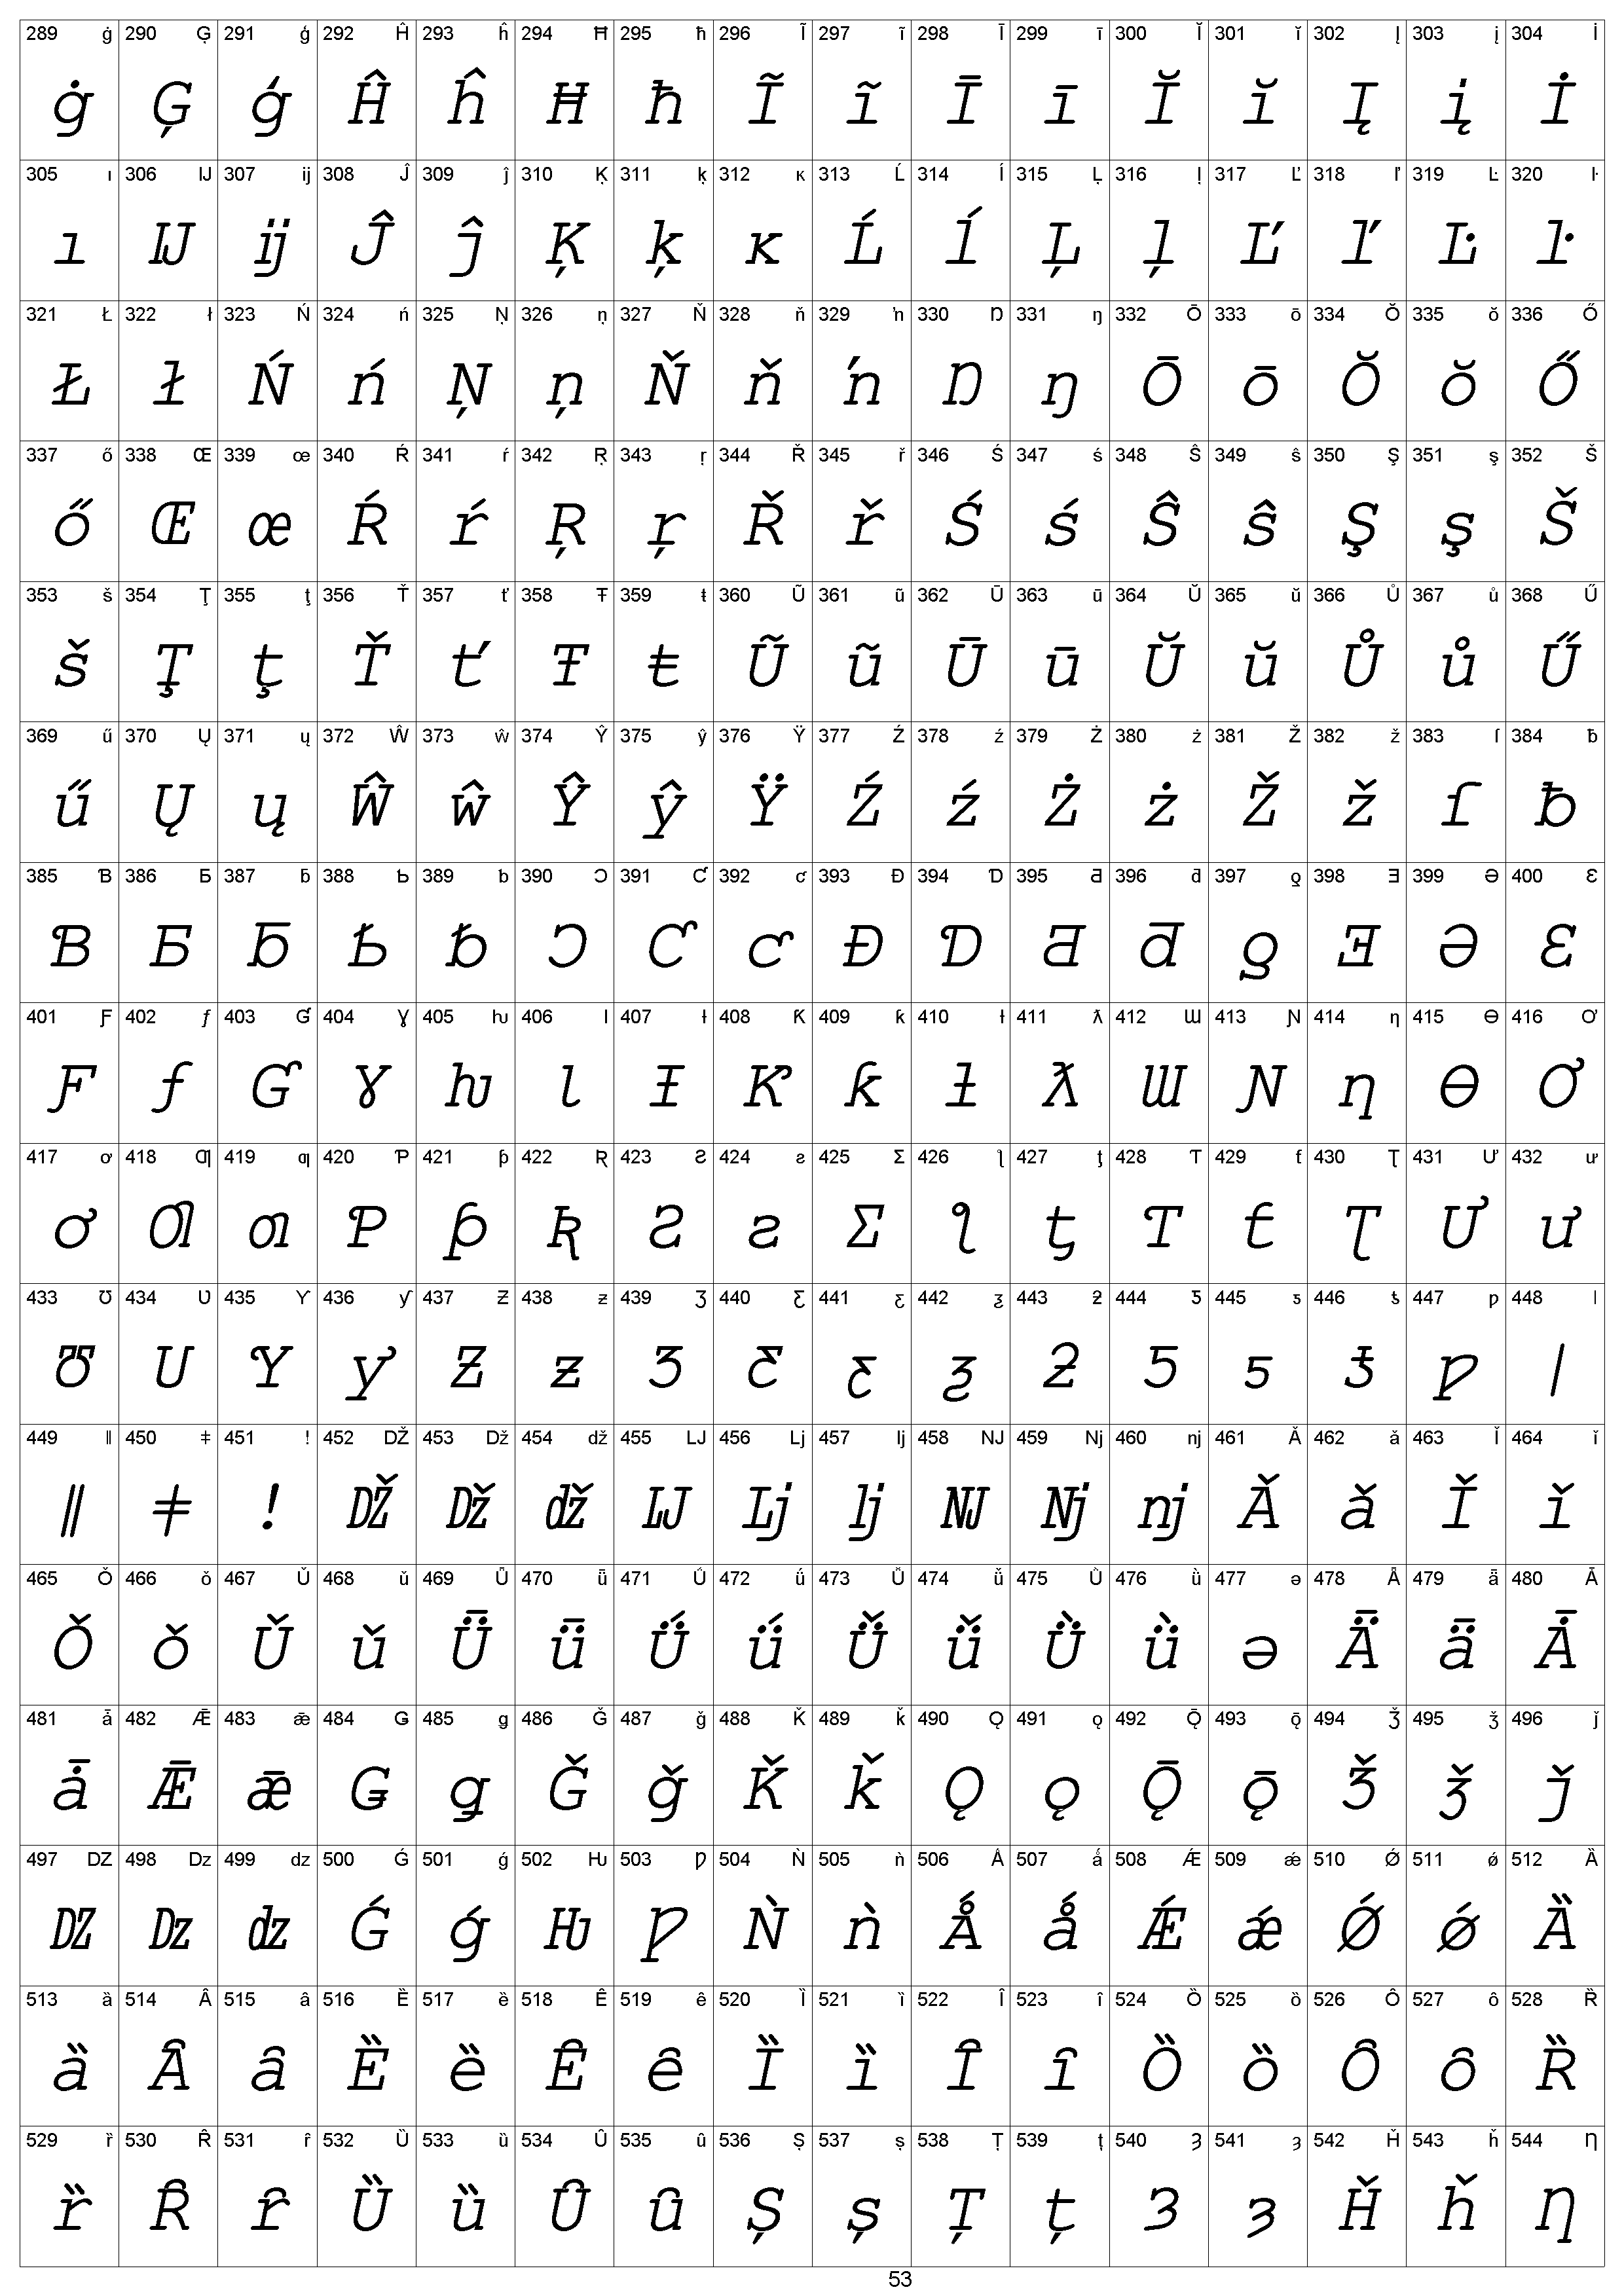 289 ġ 290 Ģ 291 ģ 292 Ĥ 293 ĥ 294 Ħ 295 ħ 296 Ĩ 297 ĩ 298 Ī 299 ī 300 Ĭ 301 ĭ 302 Į 303 į 304 İ
ġ Ģ ģ Ĥ ĥ Ħ ħ Ĩ ĩ Ī ī Ĭ ĭ Į į İ
305 ı 306 Ĳ 307 ĳ 308 Ĵ 309 ĵ 310 Ķ 311 ķ 312 ĸ 313 Ĺ 314 ĺ 315 Ļ 316 ļ 317 Ľ 318 ľ 319 Ŀ 320 ŀ
ı Ĳ ĳ Ĵ ĵ Ķ ķ ĸ Ĺ ĺ Ļ ļ Ľ ľ Ŀ ŀ
321 Ł 322 ł 323 Ń 324 ń 325 Ņ 326 ņ 327 Ň 328 ň 329 ŉ 330 Ŋ 331 ŋ 332 Ō 333 ō 334 Ŏ 335 ŏ 336 Ő
Ł ł Ń ń Ņ ņ Ň ň ŉ Ŋ ŋ Ō ō Ŏ ŏ Ő
337 ő 338 Œ 339 œ 340 Ŕ 341 ŕ 342 Ŗ 343 ŗ 344 Ř 345 ř 346 Ś 347 ś 348 Ŝ 349 ŝ 350 Ş 351 ş 352 Š
ő Œ œ Ŕ ŕ Ŗ ŗ Ř ř Ś ś Ŝ ŝ Ş ş Š
353 š 354 Ţ 355 ţ 356 Ť 357 ť 358 Ŧ 359 ŧ 360 Ũ 361 ũ 362 Ū 363 ū 364 Ŭ 365 ŭ 366 Ů 367 ů 368 Ű
š Ţ ţ Ť ť Ŧ ŧ Ũ ũ Ū ū Ŭ ŭ Ů ů Ű
369 ű 370 Ų 371 ų 372 Ŵ 373 ŵ 374 Ŷ 375 ŷ 376 Ÿ 377 Ź 378 ź 379 Ż 380 ż 381 Ž 382 ž 383 ſ 384 ƀ
ű Ų ų Ŵ ŵ Ŷ ŷ Ÿ Ź ź Ż ż Ž ž ſ ƀ
385 Ɓ 386 Ƃ 387 ƃ 388 Ƅ 389 ƅ 390 Ɔ 391 Ƈ 392 ƈ 393 Ɖ 394 Ɗ 395 Ƌ 396 ƌ 397 ƍ 398 Ǝ 399 Ə 400 Ɛ
Ɓ Ƃ ƃ Ƅ ƅ Ɔ Ƈ ƈ Ɖ Ɗ Ƌ ƌ ƍ Ǝ Ə Ɛ
401 Ƒ 402 ƒ 403 Ɠ 404 Ɣ 405 ƕ 406 Ɩ 407 Ɨ 408 Ƙ 409 ƙ 410 ƚ 411 ƛ 412 Ɯ 413 Ɲ 414 ƞ 415 Ɵ 416 Ơ
Ƒ ƒ Ɠ Ɣ ƕ Ɩ Ɨ Ƙ ƙ ƚ ƛ Ɯ Ɲ ƞ Ɵ Ơ
417 ơ 418 Ƣ 419 ƣ 420 Ƥ 421 ƥ 422 Ʀ 423 Ƨ 424 ƨ 425 Ʃ 426 ƪ 427 ƫ 428 Ƭ 429 ƭ 430 Ʈ 431 Ư 432 ư
ơ Ƣ ƣ Ƥ ƥ Ʀ Ƨ ƨ Ʃ ƪ ƫ Ƭ ƭ Ʈ Ư ư
433 Ʊ 434 Ʋ 435 Ƴ 436 ƴ 437 Ƶ 438 ƶ 439 Ʒ 440 Ƹ 441 ƹ 442 ƺ 443 ƻ 444 Ƽ 445 ƽ 446 ƾ 447 ƿ 448 ǀ
Ʊ Ʋ Ƴ ƴ Ƶ ƶ Ʒ Ƹ ƹ ƺ ƻ Ƽ ƽ ƾ ƿ ǀ
449 ǁ 450 ǂ 451 ǃ 452 Ǆ 453 ǅ 454 ǆ 455 Ǉ 456 ǈ 457 ǉ 458 Ǌ 459 ǋ 460 ǌ 461 Ǎ 462 ǎ 463 Ǐ 464 ǐ
ǁ ǂ ǃ Ǆ ǅ ǆ Ǉ ǈ ǉ Ǌ ǋ ǌ Ǎ ǎ Ǐ ǐ
465 Ǒ 466 ǒ 467 Ǔ 468 ǔ 469 Ǖ 470 ǖ 471 Ǘ 472 ǘ 473 Ǚ 474 ǚ 475 Ǜ 476 ǜ 477 ǝ 478 Ǟ 479 ǟ 480 Ǡ
Ǒ ǒ Ǔ ǔ Ǖ ǖ Ǘ ǘ Ǚ ǚ Ǜ ǜ ǝ Ǟ ǟ Ǡ
481 ǡ 482 Ǣ 483 ǣ 484 Ǥ 485 ǥ 486 Ǧ 487 ǧ 488 Ǩ 489 ǩ 490 Ǫ 491 ǫ 492 Ǭ 493 ǭ 494 Ǯ 495 ǯ 496 ǰ
ǡ Ǣ ǣ Ǥ ǥ Ǧ ǧ Ǩ ǩ Ǫ ǫ Ǭ ǭ Ǯ ǯ ǰ
497 Ǳ 498 ǲ 499 ǳ 500 Ǵ 501 ǵ 502 Ƕ 503 Ƿ 504 Ǹ 505 ǹ 506 Ǻ 507 ǻ 508 Ǽ 509 ǽ 510 Ǿ 511 ǿ 512 Ȁ
Ǳ ǲ ǳ Ǵ ǵ Ƕ Ƿ Ǹ ǹ Ǻ ǻ Ǽ ǽ Ǿ ǿ Ȁ
513 ȁ 514 Ȃ 515 ȃ 516 Ȅ 517 ȅ 518 Ȇ 519 ȇ 520 Ȉ 521 ȉ 522 Ȋ 523 ȋ 524 Ȍ 525 ȍ 526 Ȏ 527 ȏ 528 Ȑ
ȁ Ȃ ȃ Ȅ ȅ Ȇ ȇ Ȉ ȉ Ȋ ȋ Ȍ ȍ Ȏ ȏ Ȑ
529 ȑ 530 Ȓ 531 ȓ 532 Ȕ 533 ȕ 534 Ȗ 535 ȗ 536 Ș 537 ș 538 Ț 539 ț 540 Ȝ 541 ȝ 542 Ȟ 543 ȟ 544 Ƞ
ȑ Ȓ ȓ Ȕ ȕ Ȗ ȗ Ș ș Ț ț Ȝ ȝ Ȟ ȟ Ƞ
53